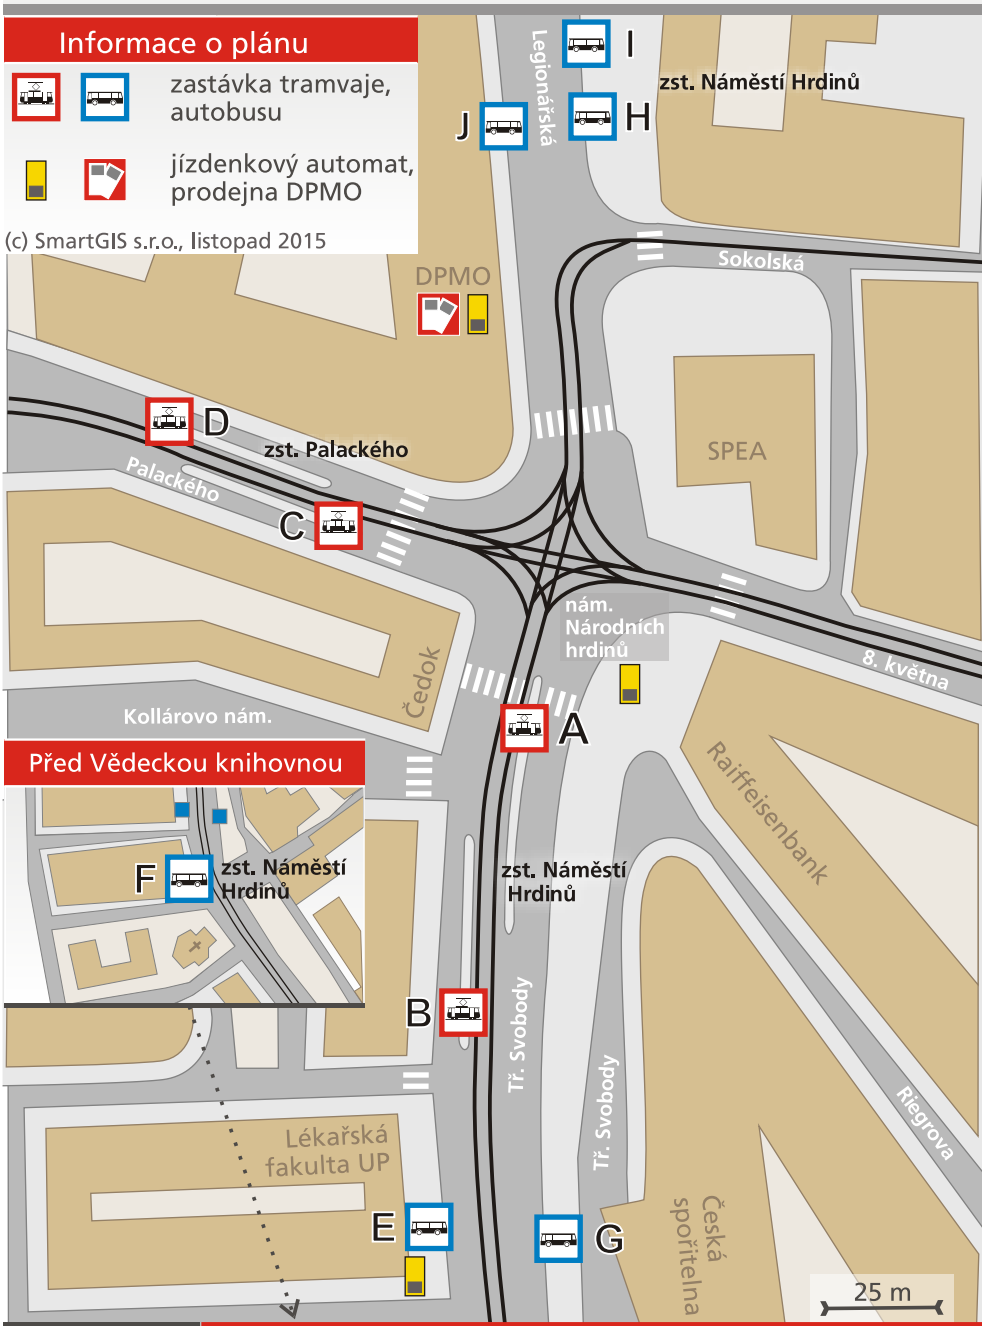 Informace o plánu
zastávka tramvaje,
autobusu
jízdenkový automat,
prodejna DPMO
(c) SmartGIS s.r.o., listopad 2015
Legionářská
I
zst. Náměstí Hrdinů
H
J
Sokolská
DPMO
D
zst. Palackého
Palackého
C
SPEA
nám.
Národních
hrdinů
8. května
Čedok
Kollárovo nám.
A
Raiffeisenbank
Před Vědeckou knihovnou
F
zst. Náměstí
Hrdinů
zst. Náměstí
Hrdinů
B
Tř. Svobody
Tř. Svobody
Riegrova
Lékařská
fakulta UP
E
G
Česká
spořitelna
25 m